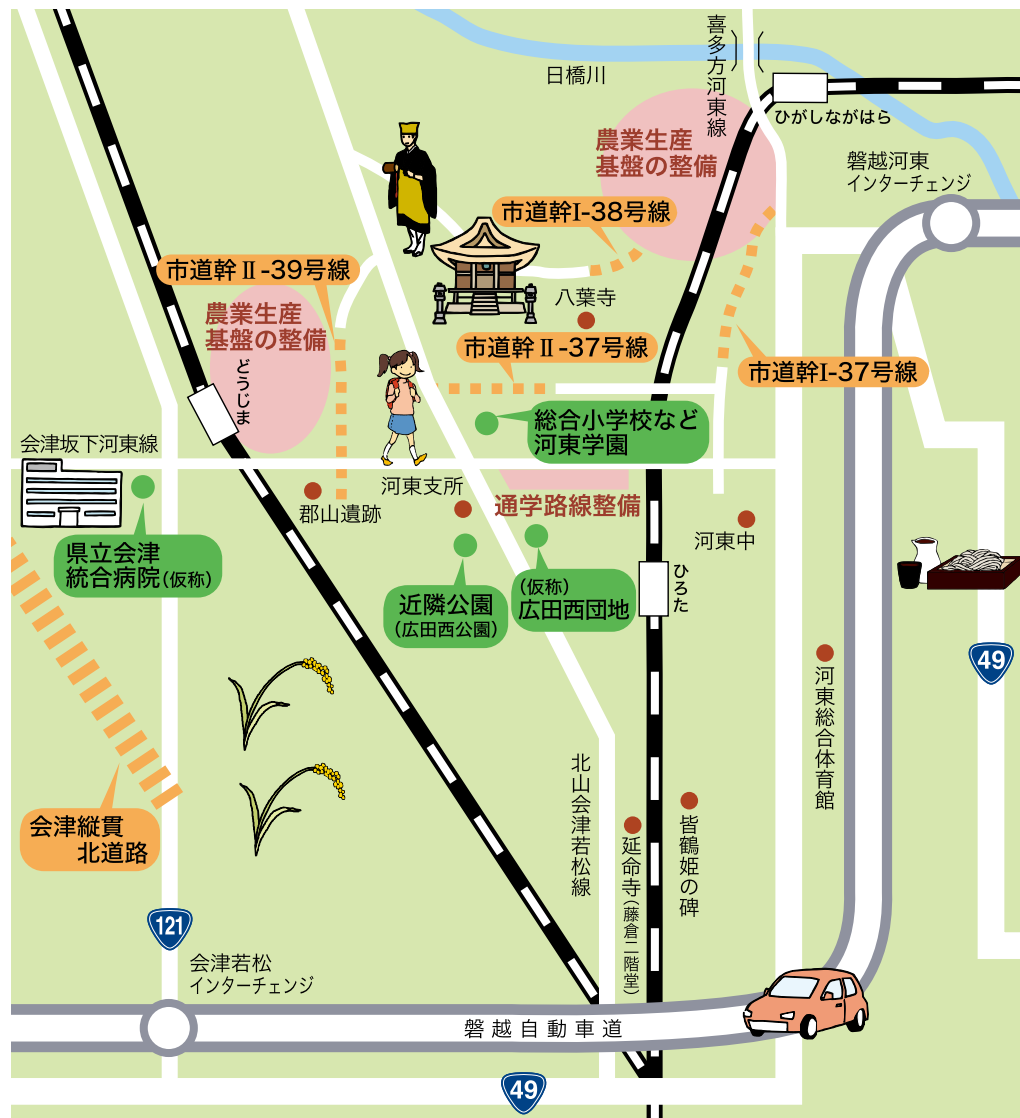 喜多方河東線
日橋川
ひがしながはら
農業生産
基盤の整備
磐越河東
インターチェンジ
市道幹Ⅰ-38号線
市道幹Ⅱ-39号線
八葉寺
農業生産
基盤の整備
市道幹Ⅱ-37号線
市道幹Ⅰ-37号線
どうじま
総合小学校など
河東学園
会津坂下河東線
河東支所
通学路線整備
郡山遺跡
河東中
県立会津
統合病院(仮称)
ひろた
(仮称)
広田西団地
近隣公園
(広田西公園)
49
河東総合体育館
北山会津若松線
会津縦貫
北道路
延命寺(藤倉二階堂)
皆鶴姫の碑
121
会津若松
インターチェンジ
磐越自動車道
49